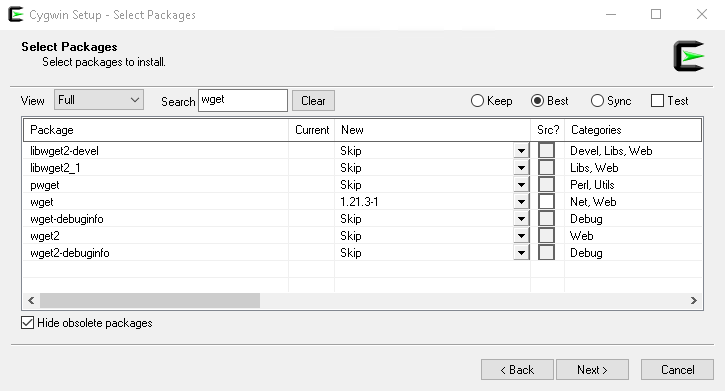 Cygwin Setup - Select Packages
Select Packages
Select packages to install.
View Full Search wget Clear Keep Best Sync Test
Package Current New Src? Categories
libwget2-devel Skip Devel, Libs, Web
libwget2_1 Skip Libs, Web
pwget Skip Perl, Utils
wget 1.21.3-1 Net, Web
wget-debuginfo Skip Debug
wget2 Skip Web
wget2-debuginfo Skip Debug
Hide obsolete packages
< Back Next > Cancel